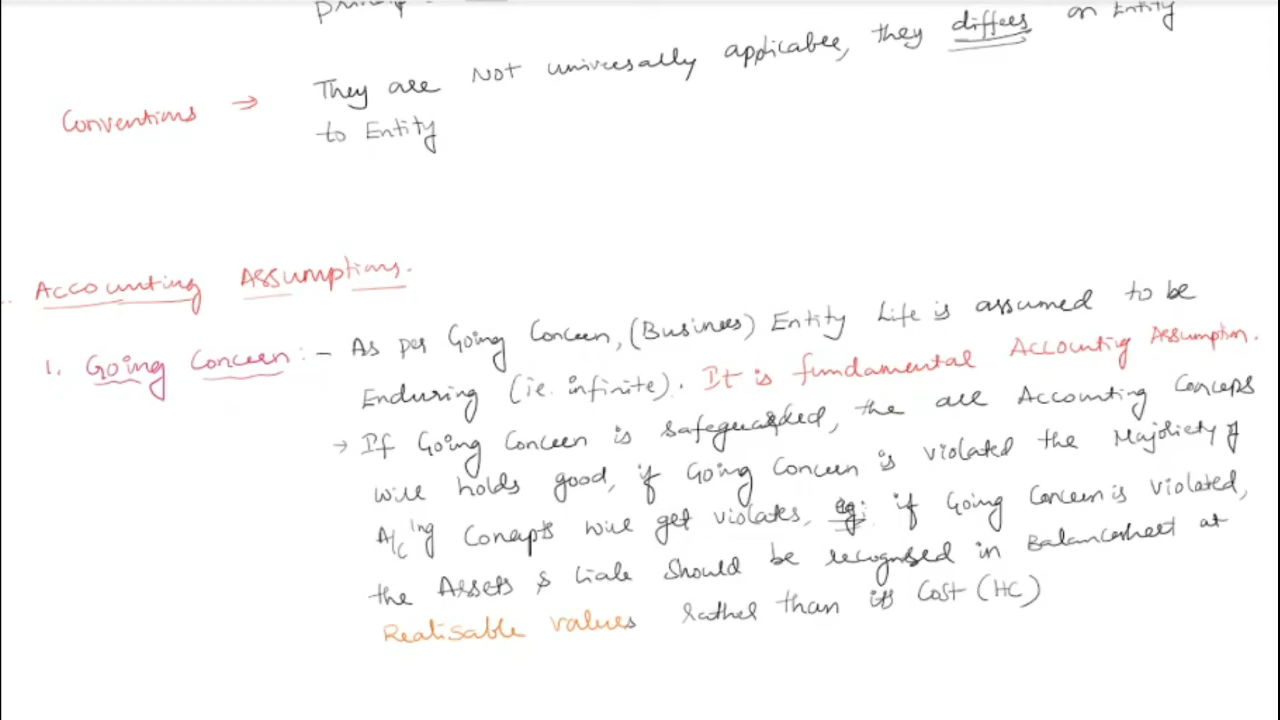 They are NOT universally applicable, they differs on Entity
Conventions → to Entity
Accounting Assumptions.
1. Going Concern :- As per Going Concern, (Business) Entity Life is assumed to be
Enduring (ie. infinite). It is fundamental Accounting Assumption.
→ If Going Concern is safeguarded, the all Accounting Concepts
will holds good, if Going Concern is violated the Majority of
A/c ing Concepts will get violates, eg: if Going Concern is violated,
the Assets & Liab should be recognised in Balancesheet at
Realisable values rather than its Cost (HC)